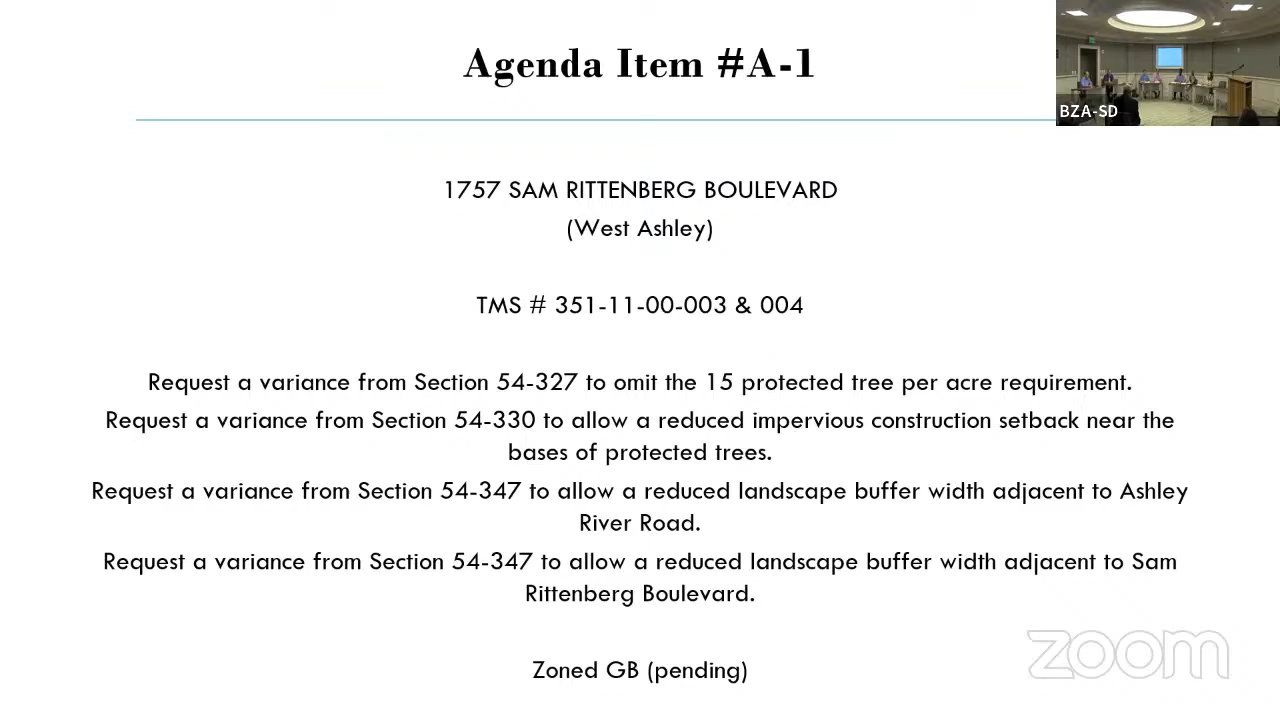 Agenda Item #A-1
BZA-SD
1757 SAM RITTENBERG BOULEVARD
(West Ashley)
TMS # 351-11-00-003 & 004
Request a variance from Section 54-327 to omit the 15 protected tree per acre requirement.
Request a variance from Section 54-330 to allow a reduced impervious construction setback near the
bases of protected trees.
Request a variance from Section 54-347 to allow a reduced landscape buffer width adjacent to Ashley
River Road.
Request a variance from Section 54-347 to allow a reduced landscape buffer width adjacent to Sam
Rittenberg Boulevard.
Zoned GB (pending)
zoom